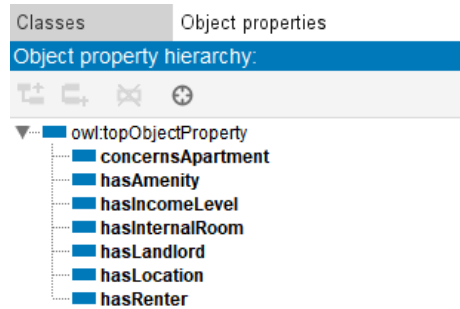 Classes Object properties
Object property hierarchy:
owl:topObjectProperty
concernsApartment
hasAmenity
hasIncomeLevel
hasInternalRoom
hasLandlord
hasLocation
hasRenter